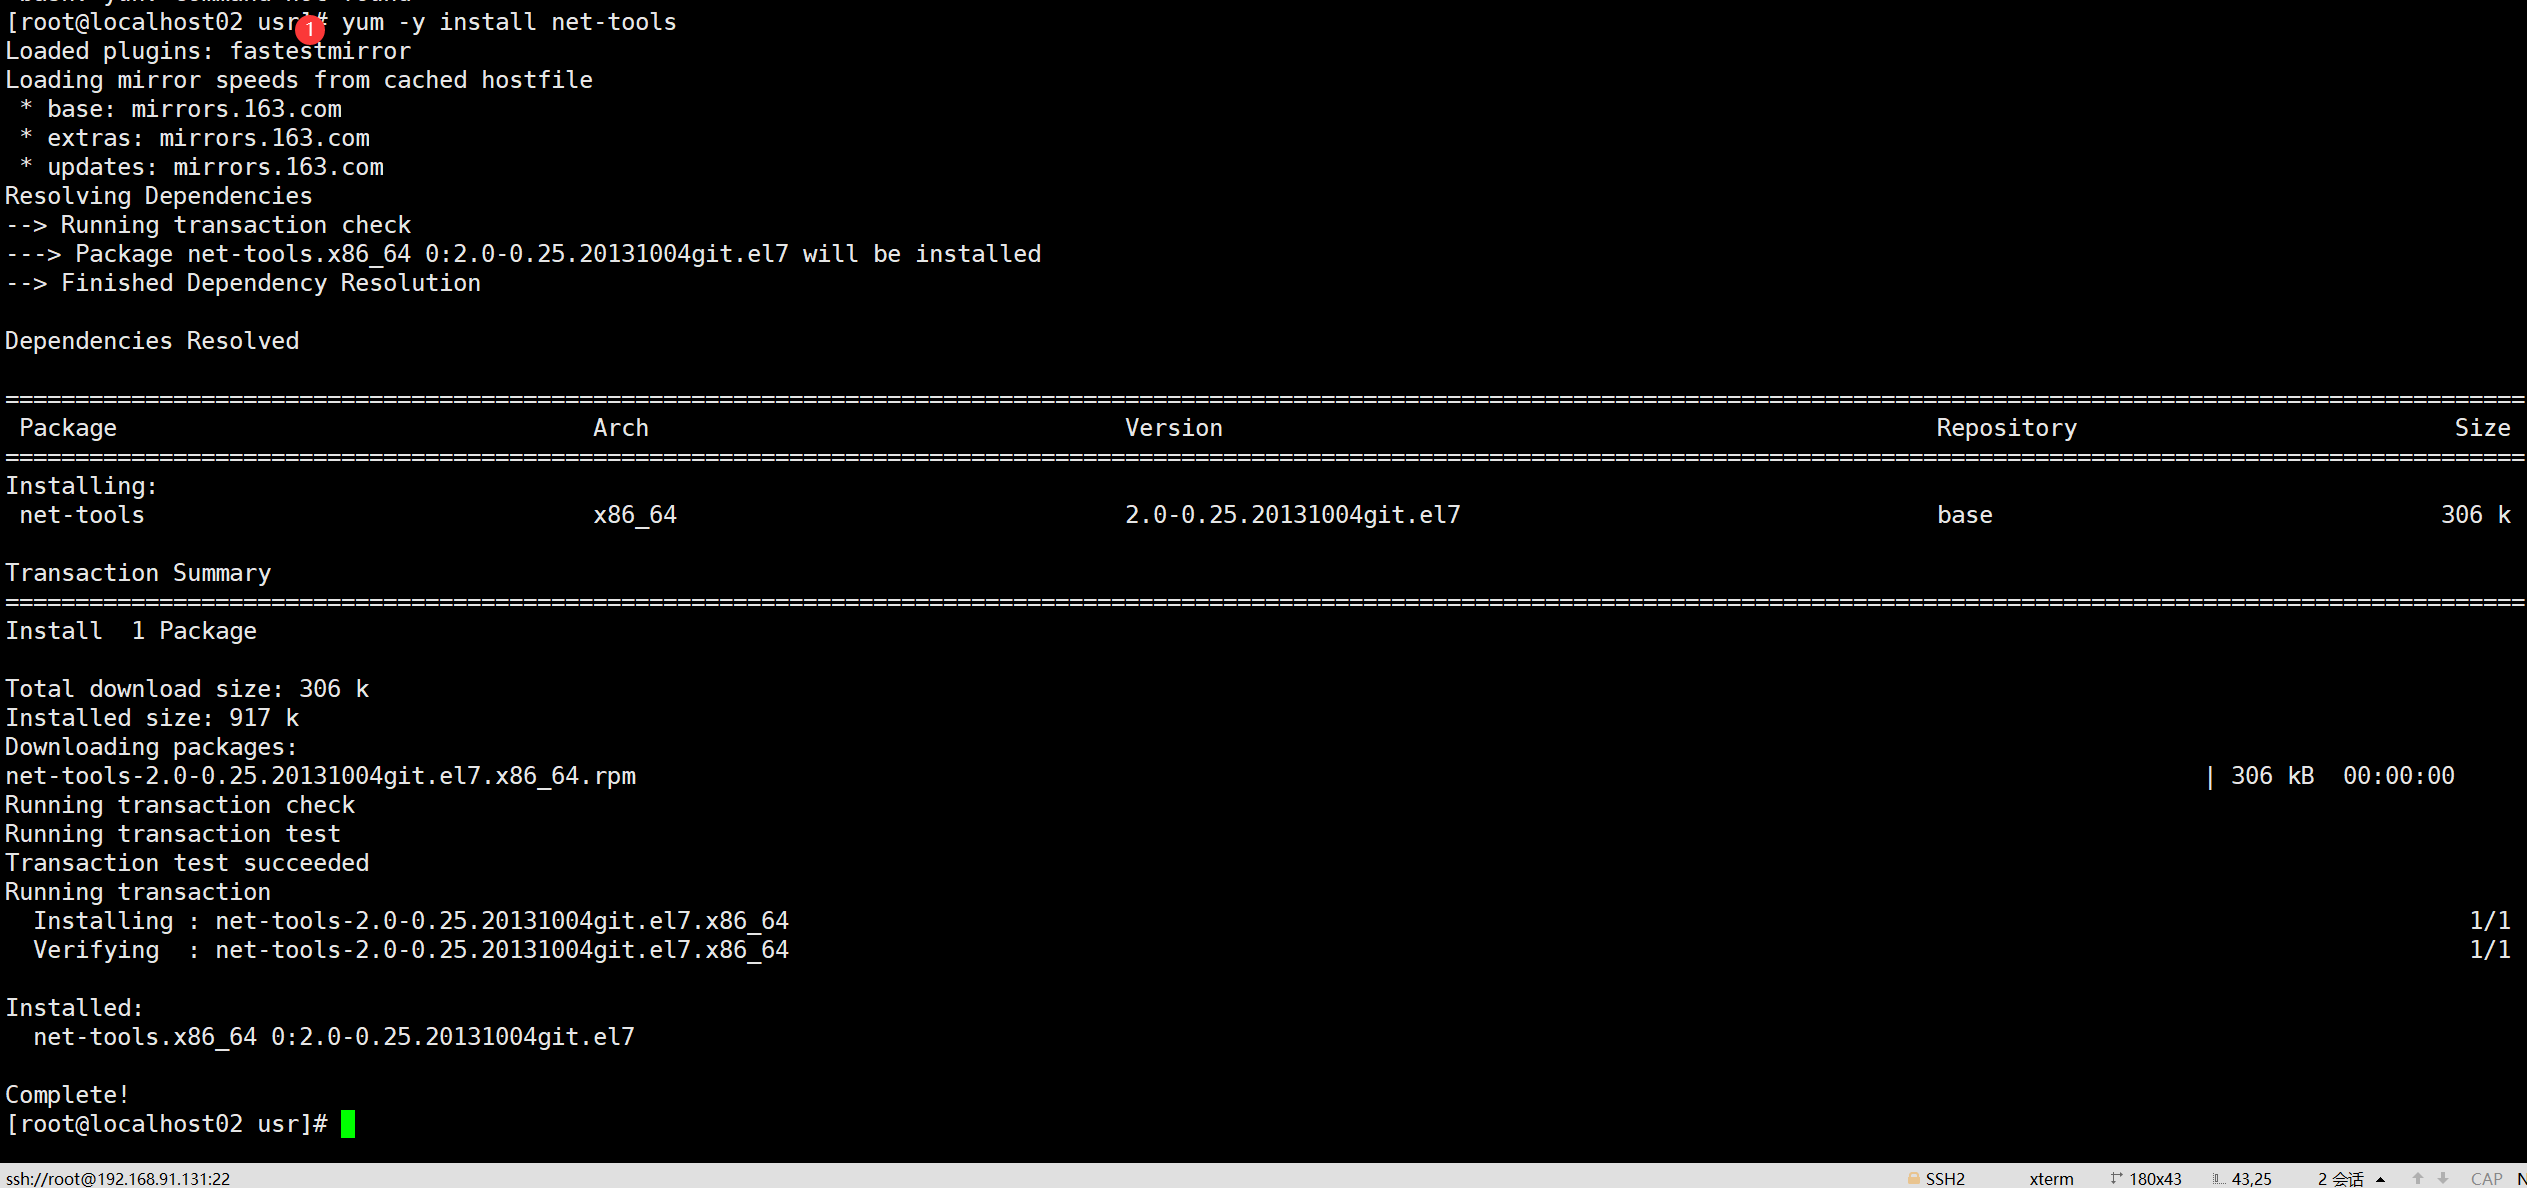 [root@localhost02 usr]# yum -y install net-tools
1
Loaded plugins: fastestmirror
Loading mirror speeds from cached hostfile
* base: mirrors.163.com
* extras: mirrors.163.com
* updates: mirrors.163.com
Resolving Dependencies
--> Running transaction check
---> Package net-tools.x86_64 0:2.0-0.25.20131004git.el7 will be installed
--> Finished Dependency Resolution
Dependencies Resolved
Package Arch Version Repository Size
Installing:
net-tools x86_64 2.0-0.25.20131004git.el7 base 306 k
Transaction Summary
Install  1 Package
Total download size: 306 k
Installed size: 917 k
Downloading packages:
net-tools-2.0-0.25.20131004git.el7.x86_64.rpm | 306 kB  00:00:00
Running transaction check
Running transaction test
Transaction test succeeded
Running transaction
Installing : net-tools-2.0-0.25.20131004git.el7.x86_64 1/1
Verifying  : net-tools-2.0-0.25.20131004git.el7.x86_64 1/1
Installed:
net-tools.x86_64 0:2.0-0.25.20131004git.el7
Complete!
[root@localhost02 usr]#
ssh://root@192.168.91.131:22 SSH2 xterm 180x43 43,25 2 会话 CAP